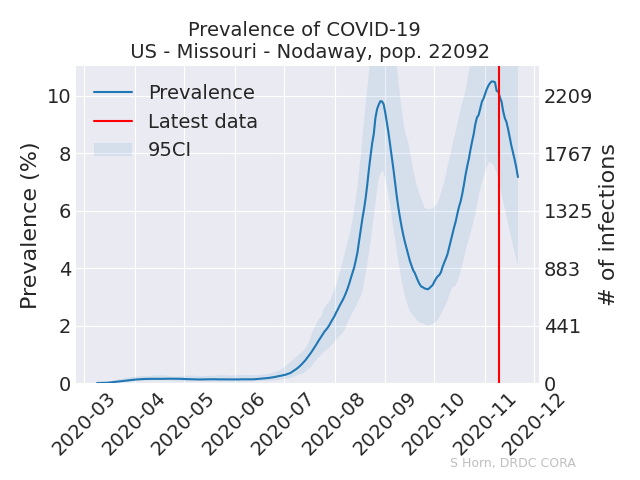 Prevalence of COVID-19
US - Missouri - Nodaway, pop. 22092
Prevalence
Latest data
95CI
Prevalence (%)
10
8
6
4
2
0
# of infections
2209
1767
1325
883
441
0
2020-03
2020-04
2020-05
2020-06
2020-07
2020-08
2020-09
2020-10
2020-11
2020-12
S Horn, DRDC CORA